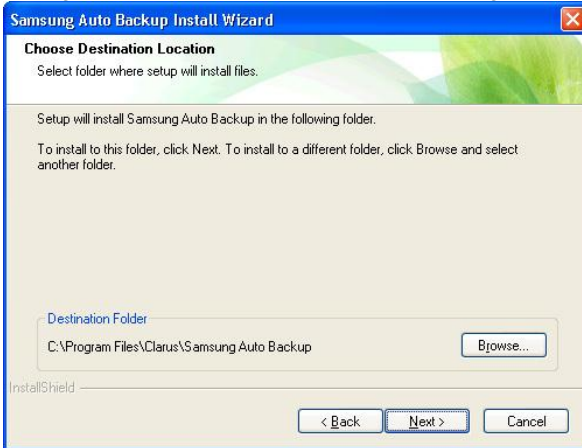 Samsung Auto Backup Install Wizard
Choose Destination Location
Select folder where setup will install files.
Setup will install Samsung Auto Backup in the following folder.
To install to this folder, click Next. To install to a different folder, click Browse and select
another folder.
Destination Folder
C:\Program Files\Clarus\Samsung Auto Backup
Browse...
InstallShield
< Back
Next >
Cancel